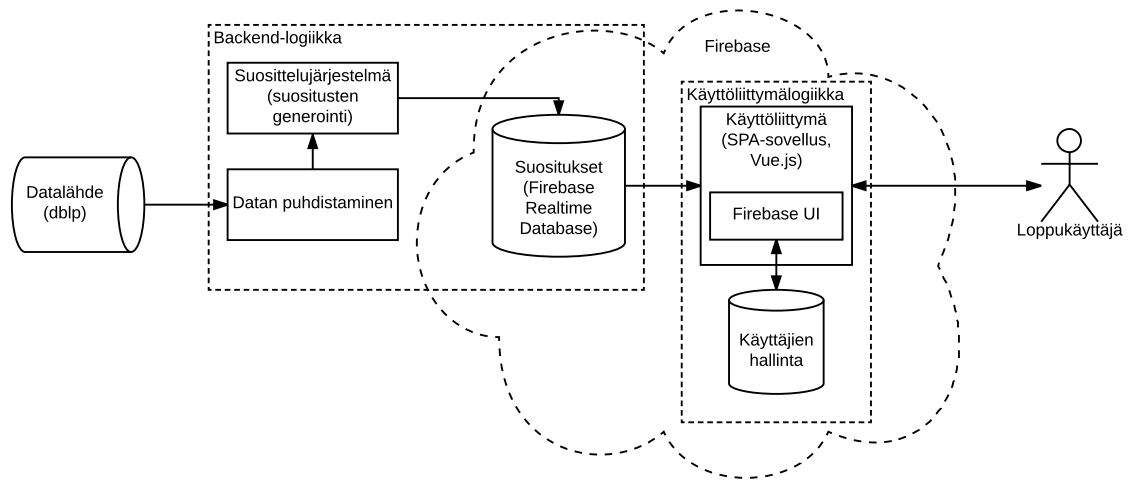 Backend-logiikka
Suosittelujärjestelmä
(suositusten
generointi)
Datalähde
(dblp)
Datan puhdistaminen
Firebase
Suositukset
(Firebase
Realtime
Database)
Käyttöliittymälogiikka
Käyttöliittymä
(SPA-sovellus,
Vue.js)
Firebase UI
Käyttäjien
hallinta
Loppukäyttäjä